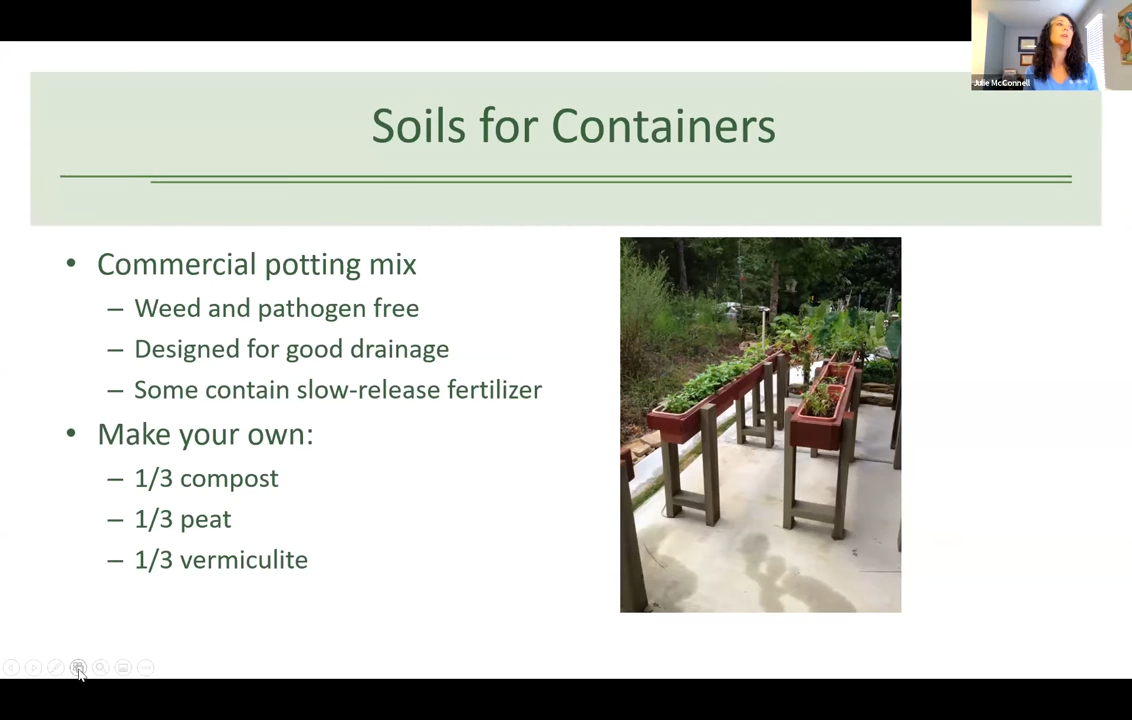 Julie McConnell
Soils for Containers
• Commercial potting mix
– Weed and pathogen free
– Designed for good drainage
– Some contain slow-release fertilizer
• Make your own:
– 1/3 compost
– 1/3 peat
– 1/3 vermiculite